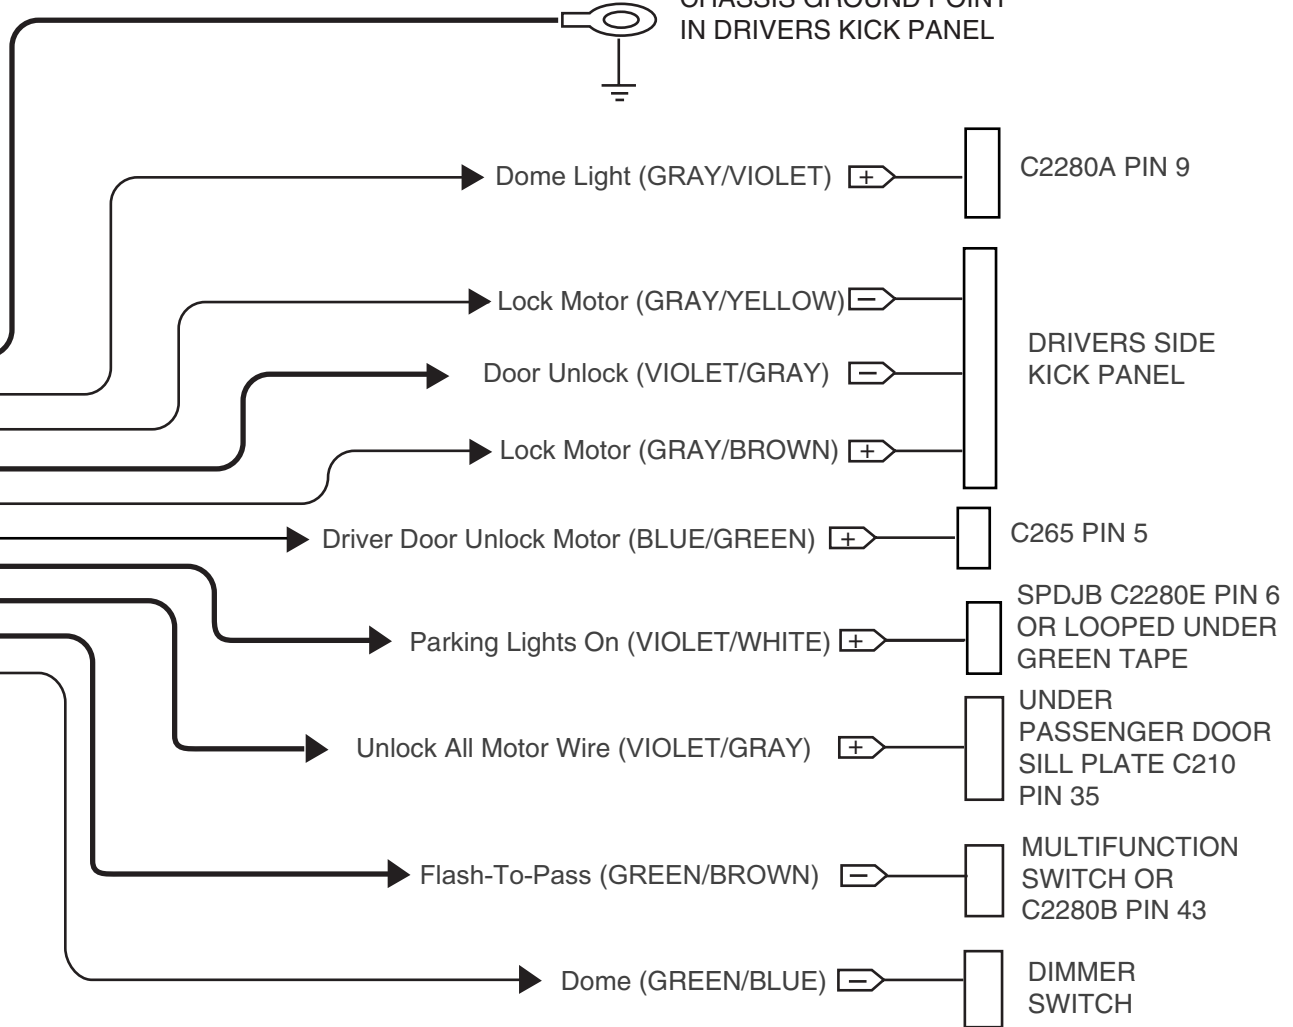 CHASSIS GROUND POINT
IN DRIVERS KICK PANEL
Dome Light (GRAY/VIOLET) +
C2280A PIN 9
Lock Motor (GRAY/YELLOW) −
Door Unlock (VIOLET/GRAY) −
Lock Motor (GRAY/BROWN) +
DRIVERS SIDE
KICK PANEL
Driver Door Unlock Motor (BLUE/GREEN) +
C265 PIN 5
Parking Lights On (VIOLET/WHITE) +
SPDJB C2280E PIN 6
OR LOOPED UNDER
GREEN TAPE
Unlock All Motor Wire (VIOLET/GRAY) +
UNDER
PASSENGER DOOR
SILL PLATE C210
PIN 35
Flash-To-Pass (GREEN/BROWN) −
MULTIFUNCTION
SWITCH OR
C2280B PIN 43
Dome (GREEN/BLUE) −
DIMMER
SWITCH